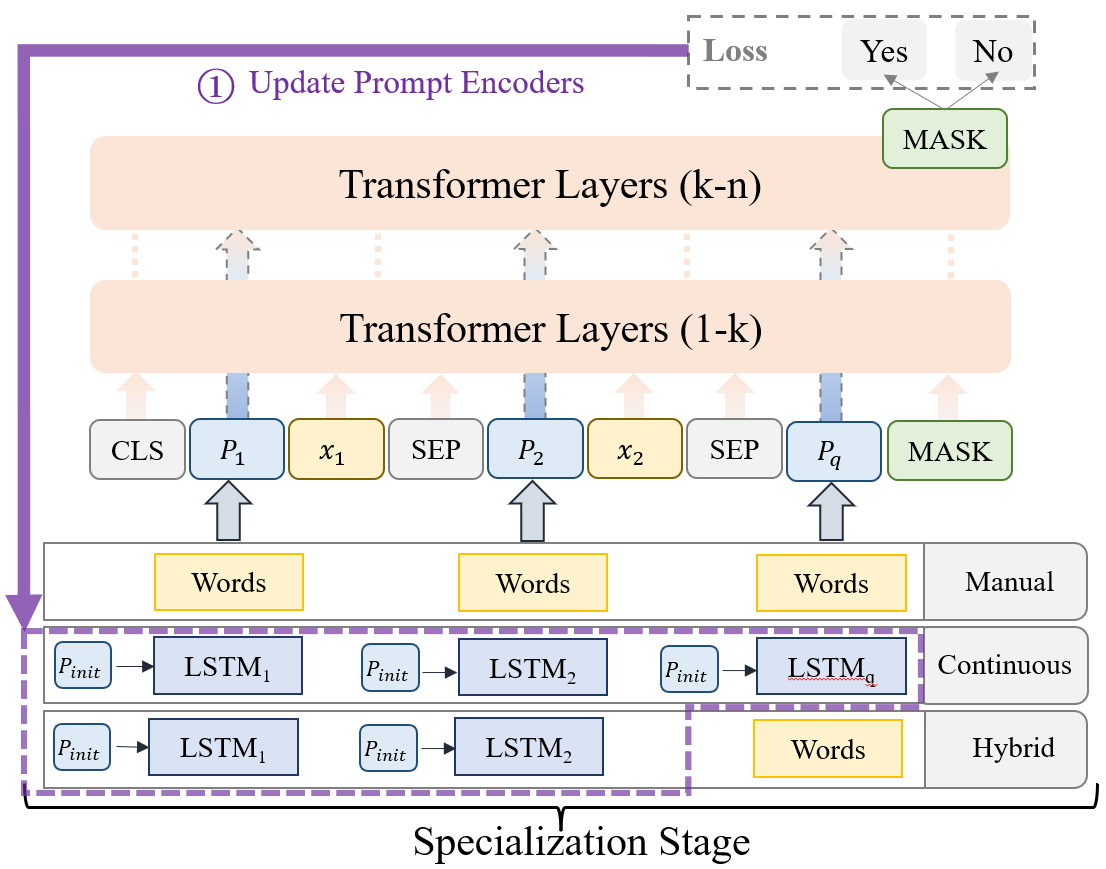 Loss Yes No
① Update Prompt Encoders
MASK
Transformer Layers (k-n)
Transformer Layers (1-k)
CLS P1 x1 SEP P2 x2 SEP Pq MASK
Words Words Words Manual
Pinit LSTM1 Pinit LSTM2 Pinit LSTMq Continuous
Pinit LSTM1 Pinit LSTM2 Words Hybrid
Specialization Stage